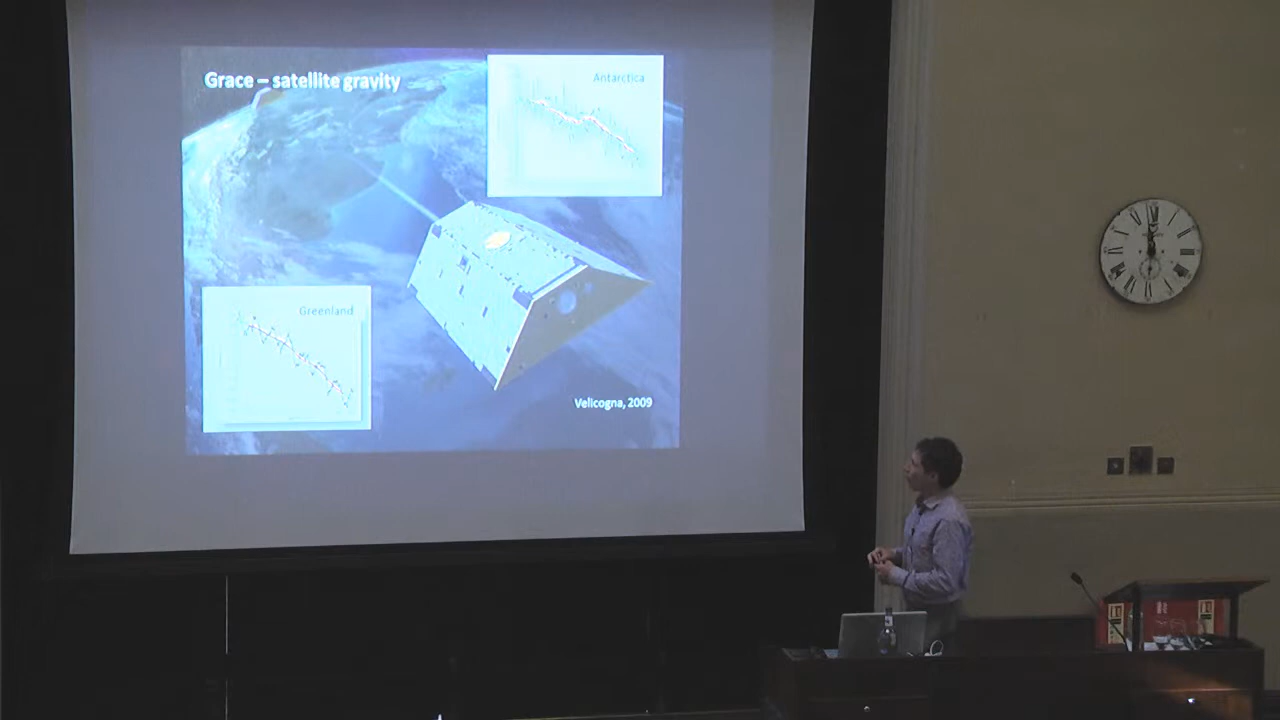 Grace – satellite gravity
Antarctica
Greenland
Velicogna, 2009